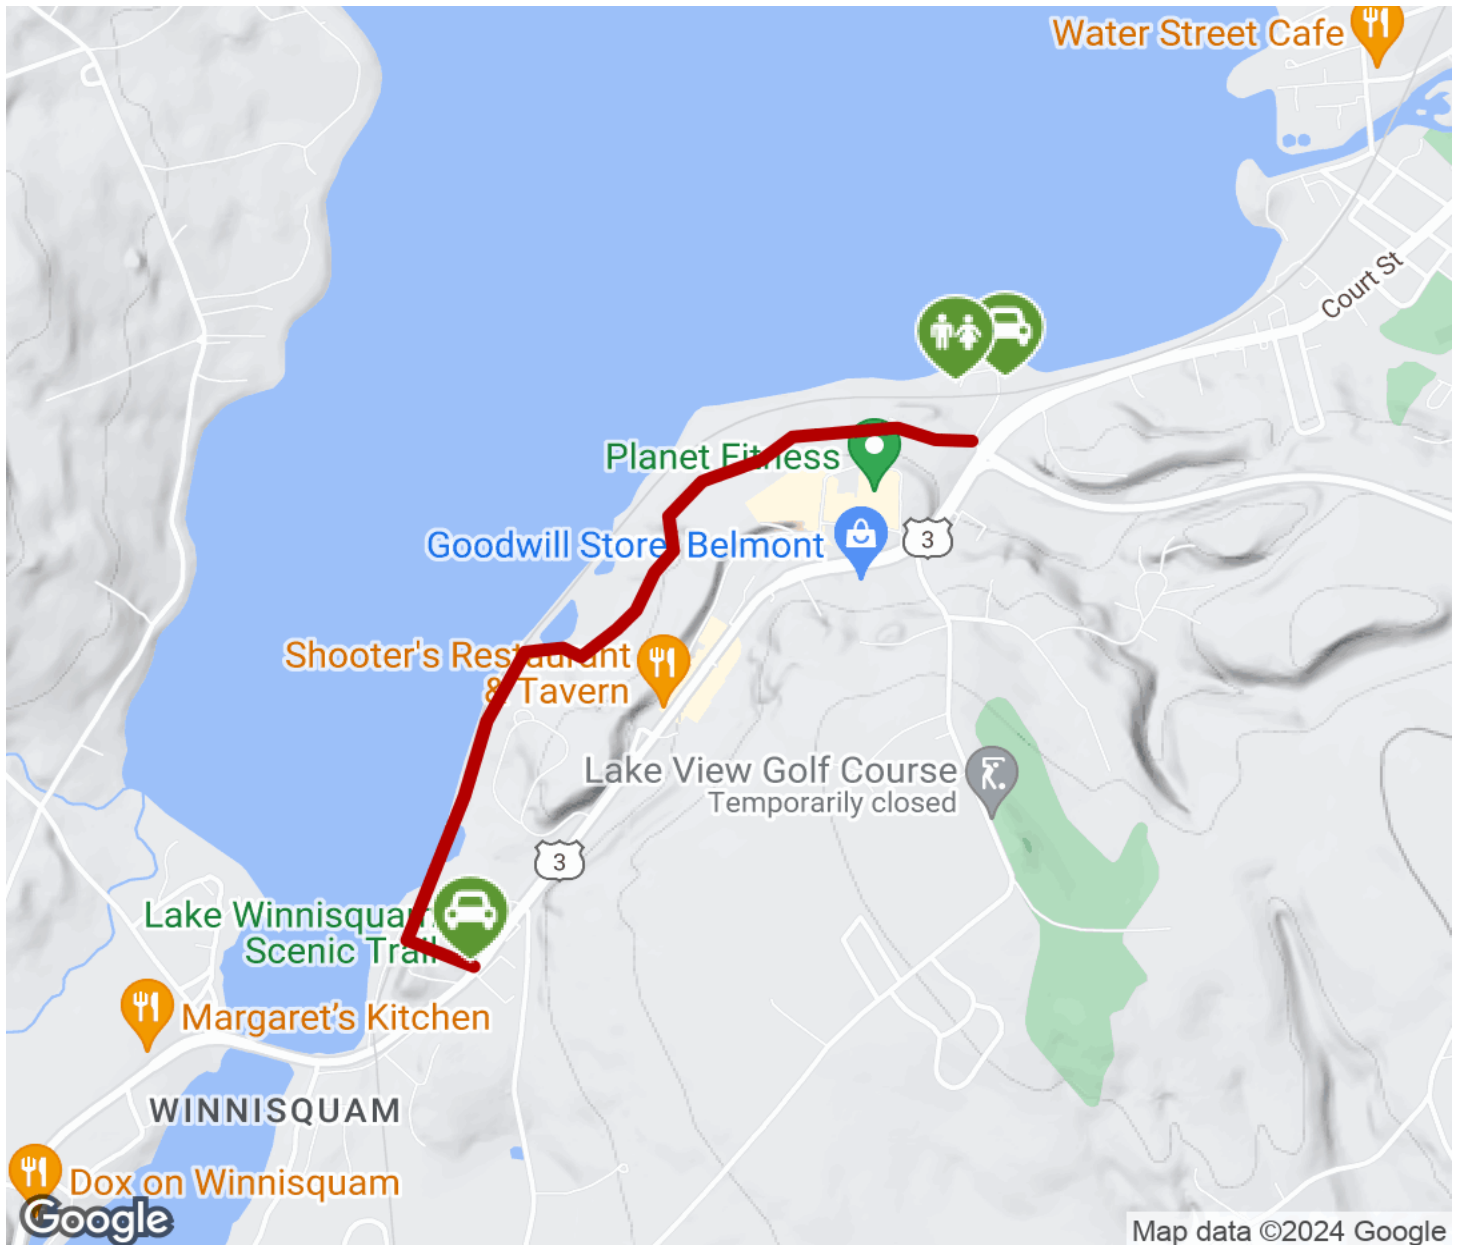 Water Street Cafe
Court St
Planet Fitness
Goodwill Store, Belmont
3
Shooter's Restaurant
& Tavern
Lake View Golf Course
Temporarily closed
3
Lake Winnisquam
Scenic Trail
Margaret's Kitchen
WINNISQUAM
Dox on Winnisquam
Google
Map data ©2024 Google